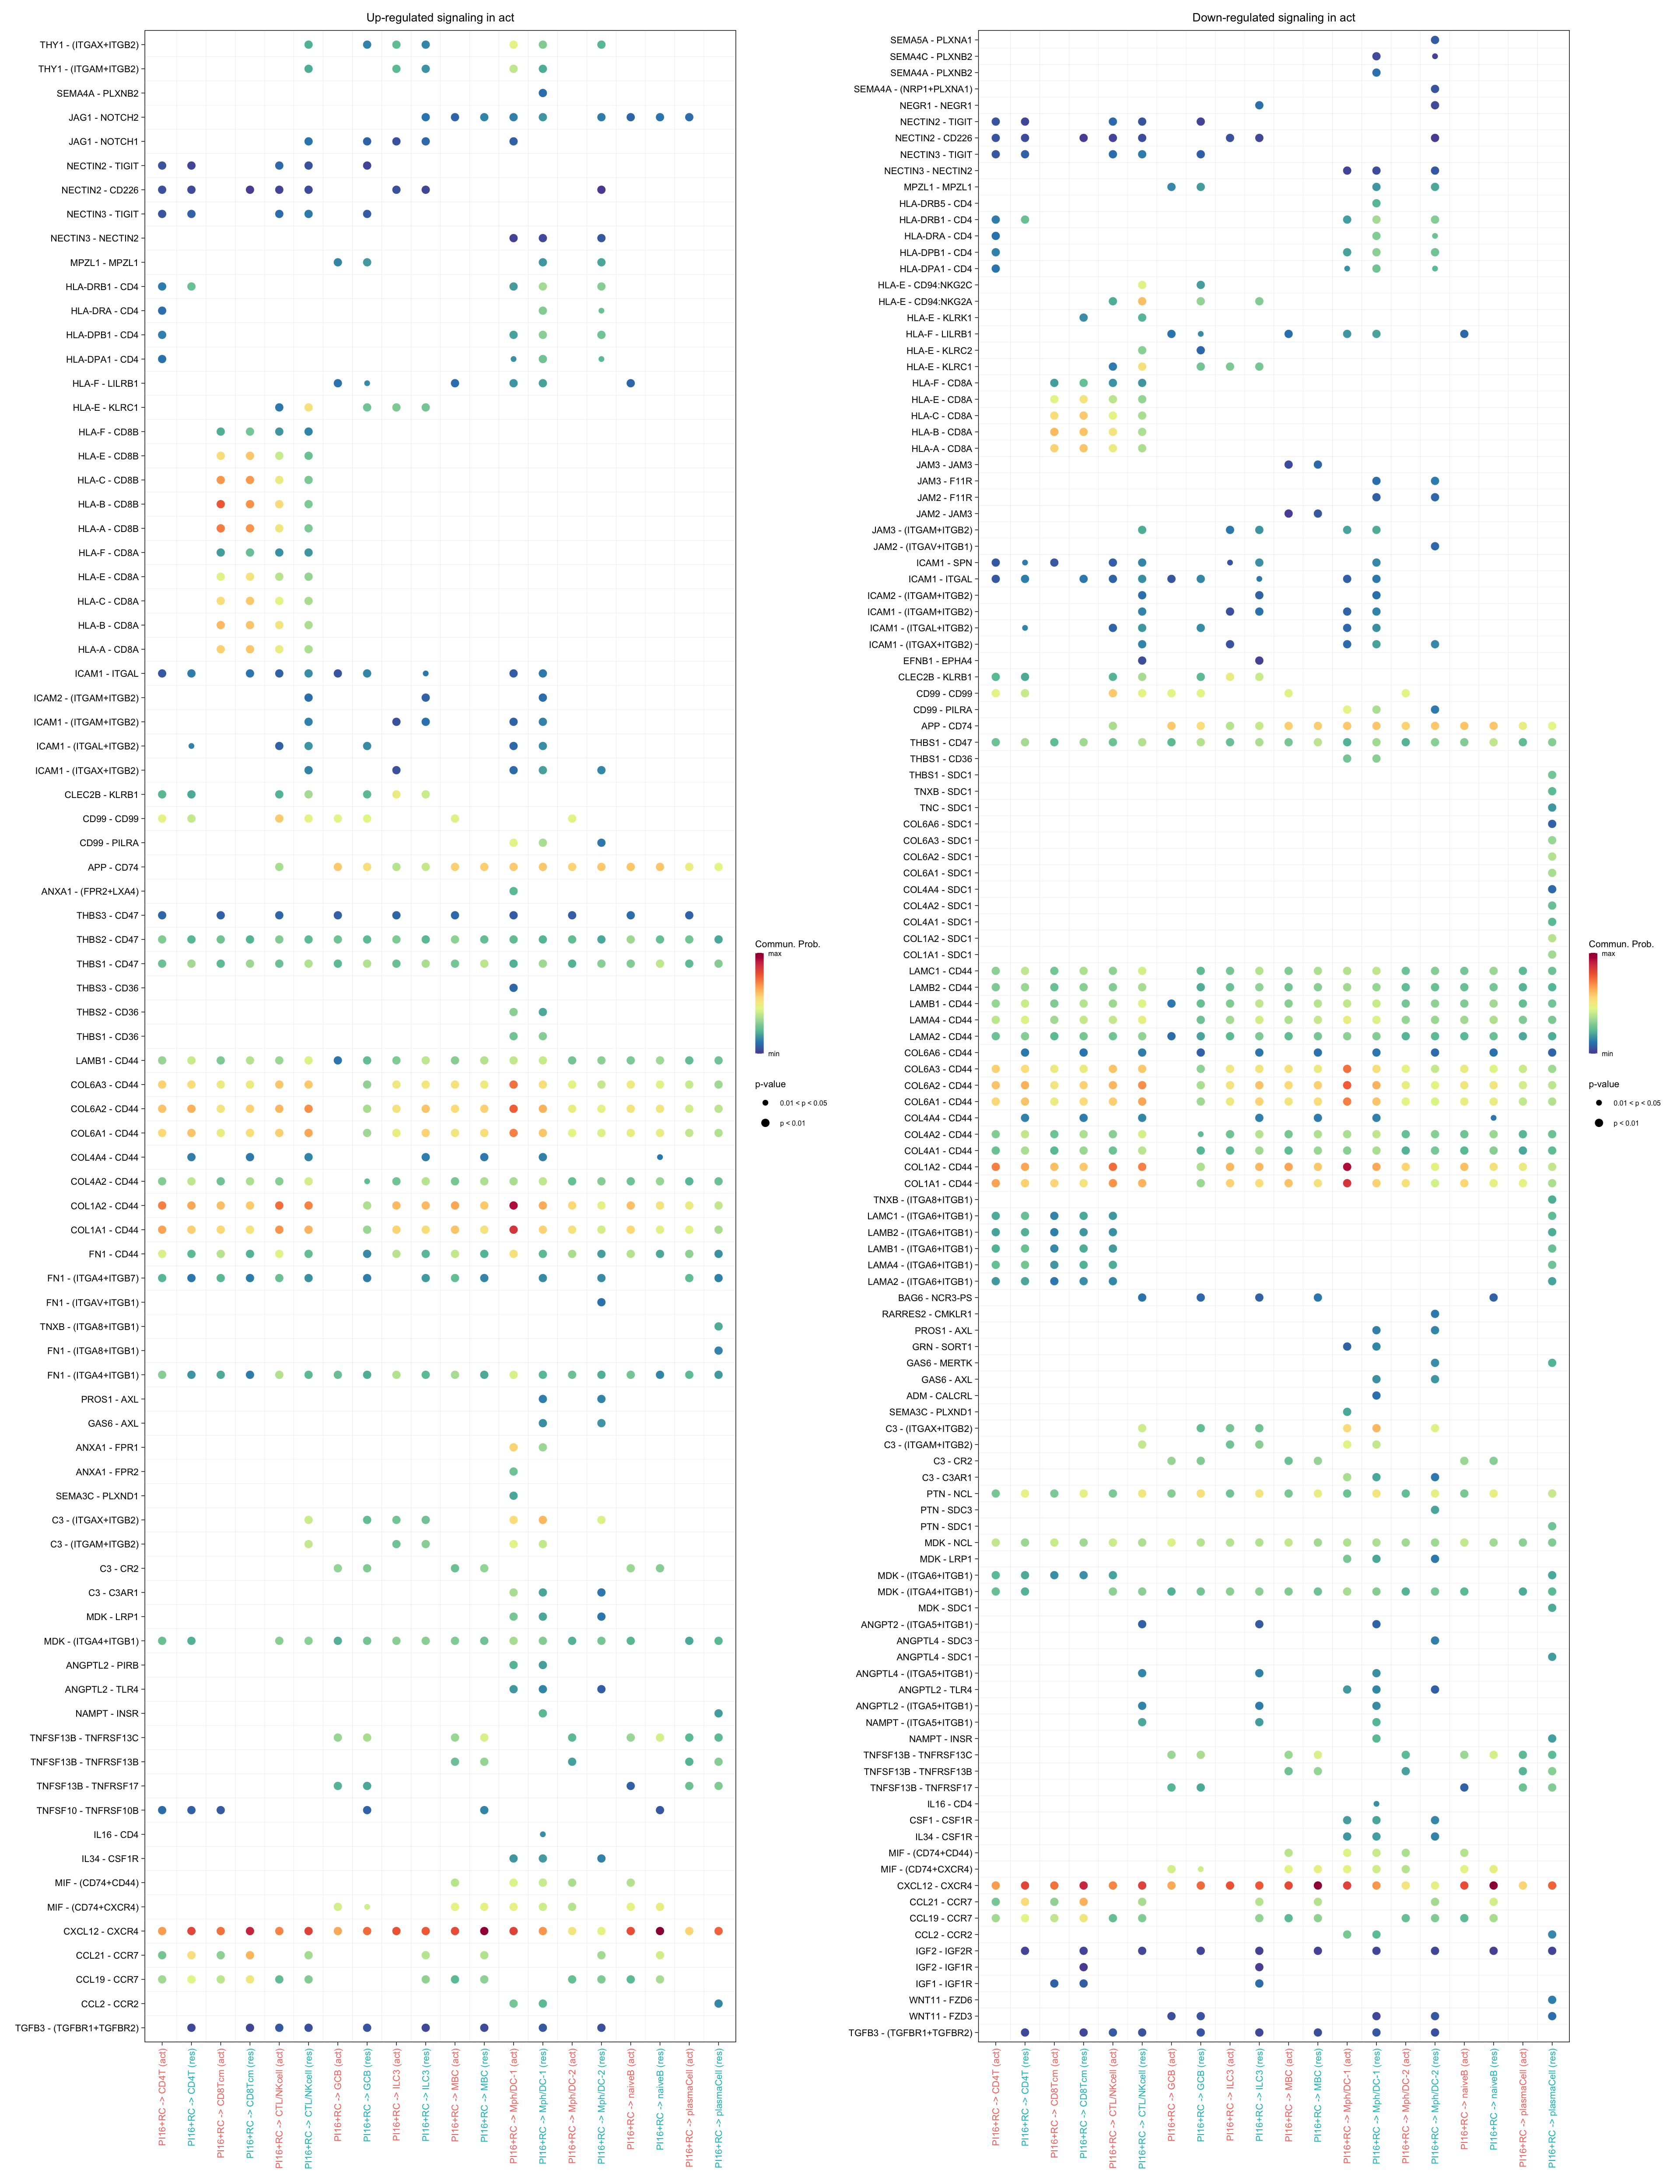 Up-regulated signaling in act
THY1 - (ITGAX+ITGB2)
THY1 - (ITGAM+ITGB2)
SEMA4A - PLXNB2
JAG1 - NOTCH2
JAG1 - NOTCH1
NECTIN2 - TIGIT
NECTIN2 - CD226
NECTIN3 - TIGIT
NECTIN3 - NECTIN2
MPZL1 - MPZL1
HLA-DRB1 - CD4
HLA-DRA - CD4
HLA-DPB1 - CD4
HLA-DPA1 - CD4
HLA-F - LILRB1
HLA-E - KLRC1
HLA-F - CD8B
HLA-E - CD8B
HLA-C - CD8B
HLA-B - CD8B
HLA-A - CD8B
HLA-F - CD8A
HLA-E - CD8A
HLA-C - CD8A
HLA-B - CD8A
HLA-A - CD8A
ICAM1 - ITGAL
ICAM2 - (ITGAM+ITGB2)
ICAM1 - (ITGAM+ITGB2)
ICAM1 - (ITGAL+ITGB2)
ICAM1 - (ITGAX+ITGB2)
CLEC2B - KLRB1
CD99 - CD99
CD99 - PILRA
APP - CD74
ANXA1 - (FPR2+LXA4)
THBS3 - CD47
THBS2 - CD47
THBS1 - CD47
THBS3 - CD36
THBS2 - CD36
THBS1 - CD36
LAMB1 - CD44
COL6A3 - CD44
COL6A2 - CD44
COL6A1 - CD44
COL4A4 - CD44
COL4A2 - CD44
COL1A2 - CD44
COL1A1 - CD44
FN1 - CD44
FN1 - (ITGA4+ITGB7)
FN1 - (ITGAV+ITGB1)
TNXB - (ITGA8+ITGB1)
FN1 - (ITGA8+ITGB1)
FN1 - (ITGA4+ITGB1)
PROS1 - AXL
GAS6 - AXL
ANXA1 - FPR1
ANXA1 - FPR2
SEMA3C - PLXND1
C3 - (ITGAX+ITGB2)
C3 - (ITGAM+ITGB2)
C3 - CR2
C3 - C3AR1
MDK - LRP1
MDK - (ITGA4+ITGB1)
ANGPTL2 - PIRB
ANGPTL2 - TLR4
NAMPT - INSR
TNFSF13B - TNFRSF13C
TNFSF13B - TNFRSF13B
TNFSF13B - TNFRSF17
TNFSF10 - TNFRSF10B
IL16 - CD4
IL34 - CSF1R
MIF - (CD74+CD44)
MIF - (CD74+CXCR4)
CXCL12 - CXCR4
CCL21 - CCR7
CCL19 - CCR7
CCL2 - CCR2
TGFB3 - (TGFBR1+TGFBR2)
PI16+RC -> CD4T (act)
PI16+RC -> CD4T (res)
PI16+RC -> CD8Tcm (act)
PI16+RC -> CD8Tcm (res)
PI16+RC -> CTL/NKcell (act)
PI16+RC -> CTL/NKcell (res)
PI16+RC -> GCB (act)
PI16+RC -> GCB (res)
PI16+RC -> ILC3 (act)
PI16+RC -> ILC3 (res)
PI16+RC -> MBC (act)
PI16+RC -> MBC (res)
PI16+RC -> Mph/DC-1 (act)
PI16+RC -> Mph/DC-1 (res)
PI16+RC -> Mph/DC-2 (act)
PI16+RC -> Mph/DC-2 (res)
PI16+RC -> naiveB (act)
PI16+RC -> naiveB (res)
PI16+RC -> plasmaCell (act)
PI16+RC -> plasmaCell (res)
Commun. Prob.
max
min
p-value
0.01 < p < 0.05
p < 0.01
Down-regulated signaling in act
SEMA5A - PLXNA1
SEMA4C - PLXNB2
SEMA4A - PLXNB2
SEMA4A - (NRP1+PLXNA1)
NEGR1 - NEGR1
NECTIN2 - TIGIT
NECTIN2 - CD226
NECTIN3 - TIGIT
NECTIN3 - NECTIN2
MPZL1 - MPZL1
HLA-DRB5 - CD4
HLA-DRB1 - CD4
HLA-DRA - CD4
HLA-DPB1 - CD4
HLA-DPA1 - CD4
HLA-E - CD94:NKG2C
HLA-E - CD94:NKG2A
HLA-E - KLRK1
HLA-F - LILRB1
HLA-E - KLRC2
HLA-E - KLRC1
HLA-F - CD8A
HLA-E - CD8A
HLA-C - CD8A
HLA-B - CD8A
HLA-A - CD8A
JAM3 - JAM3
JAM3 - F11R
JAM2 - F11R
JAM2 - JAM3
JAM3 - (ITGAM+ITGB2)
JAM2 - (ITGAV+ITGB1)
ICAM1 - SPN
ICAM1 - ITGAL
ICAM2 - (ITGAM+ITGB2)
ICAM1 - (ITGAM+ITGB2)
ICAM1 - (ITGAL+ITGB2)
ICAM1 - (ITGAX+ITGB2)
EFNB1 - EPHA4
CLEC2B - KLRB1
CD99 - CD99
CD99 - PILRA
APP - CD74
THBS1 - CD47
THBS1 - CD36
THBS1 - SDC1
TNXB - SDC1
TNC - SDC1
COL6A6 - SDC1
COL6A3 - SDC1
COL6A2 - SDC1
COL6A1 - SDC1
COL4A4 - SDC1
COL4A2 - SDC1
COL4A1 - SDC1
COL1A2 - SDC1
COL1A1 - SDC1
LAMC1 - CD44
LAMB2 - CD44
LAMB1 - CD44
LAMA4 - CD44
LAMA2 - CD44
COL6A6 - CD44
COL6A3 - CD44
COL6A2 - CD44
COL6A1 - CD44
COL4A4 - CD44
COL4A2 - CD44
COL4A1 - CD44
COL1A2 - CD44
COL1A1 - CD44
TNXB - (ITGA8+ITGB1)
LAMC1 - (ITGA6+ITGB1)
LAMB2 - (ITGA6+ITGB1)
LAMB1 - (ITGA6+ITGB1)
LAMA4 - (ITGA6+ITGB1)
LAMA2 - (ITGA6+ITGB1)
BAG6 - NCR3-PS
RARRES2 - CMKLR1
PROS1 - AXL
GRN - SORT1
GAS6 - MERTK
GAS6 - AXL
ADM - CALCRL
SEMA3C - PLXND1
C3 - (ITGAX+ITGB2)
C3 - (ITGAM+ITGB2)
C3 - CR2
C3 - C3AR1
PTN - NCL
PTN - SDC3
PTN - SDC1
MDK - NCL
MDK - LRP1
MDK - (ITGA6+ITGB1)
MDK - (ITGA4+ITGB1)
MDK - SDC1
ANGPT2 - (ITGA5+ITGB1)
ANGPTL4 - SDC3
ANGPTL4 - SDC1
ANGPTL4 - (ITGA5+ITGB1)
ANGPTL2 - TLR4
ANGPTL2 - (ITGA5+ITGB1)
NAMPT - (ITGA5+ITGB1)
NAMPT - INSR
TNFSF13B - TNFRSF13C
TNFSF13B - TNFRSF13B
TNFSF13B - TNFRSF17
IL16 - CD4
CSF1 - CSF1R
IL34 - CSF1R
MIF - (CD74+CD44)
MIF - (CD74+CXCR4)
CXCL12 - CXCR4
CCL21 - CCR7
CCL19 - CCR7
CCL2 - CCR2
IGF2 - IGF2R
IGF2 - IGF1R
IGF1 - IGF1R
WNT11 - FZD6
WNT11 - FZD3
TGFB3 - (TGFBR1+TGFBR2)
PI16+RC -> CD4T (act)
PI16+RC -> CD4T (res)
PI16+RC -> CD8Tcm (act)
PI16+RC -> CD8Tcm (res)
PI16+RC -> CTL/NKcell (act)
PI16+RC -> CTL/NKcell (res)
PI16+RC -> GCB (act)
PI16+RC -> GCB (res)
PI16+RC -> ILC3 (act)
PI16+RC -> ILC3 (res)
PI16+RC -> MBC (act)
PI16+RC -> MBC (res)
PI16+RC -> Mph/DC-1 (act)
PI16+RC -> Mph/DC-1 (res)
PI16+RC -> Mph/DC-2 (act)
PI16+RC -> Mph/DC-2 (res)
PI16+RC -> naiveB (act)
PI16+RC -> naiveB (res)
PI16+RC -> plasmaCell (act)
PI16+RC -> plasmaCell (res)
Commun. Prob.
max
min
p-value
0.01 < p < 0.05
p < 0.01